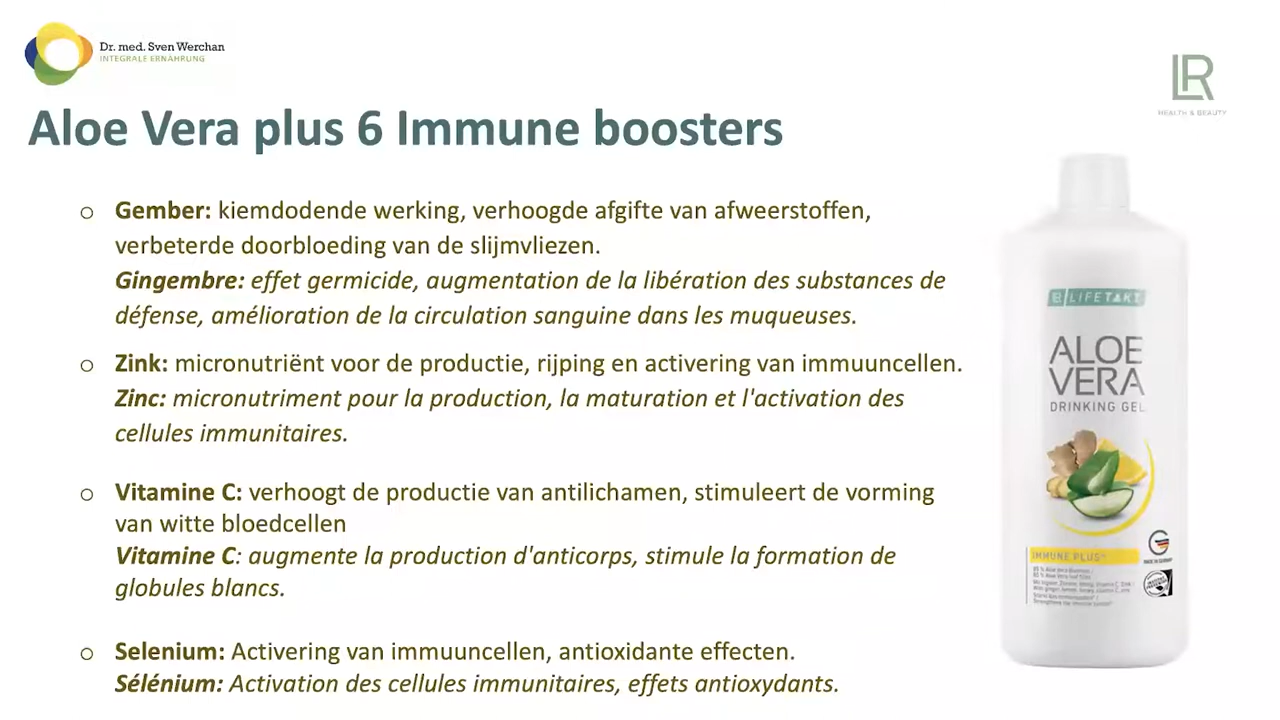 Dr. med. Sven Werchan
INTEGRALE ERNÄHRUNG
LR
HEALTH & BEAUTY
Aloe Vera plus 6 Immune boosters
o Gember: kiemdodende werking, verhoogde afgifte van afweerstoffen,
verbeterde doorbloeding van de slijmvliezen.
Gingembre: effet germicide, augmentation de la libération des substances de
défense, amélioration de la circulation sanguine dans les muqueuses.
o Zink: micronutriënt voor de productie, rijping en activering van immuuncellen.
Zinc: micronutriment pour la production, la maturation et l'activation des
cellules immunitaires.
o Vitamine C: verhoogt de productie van antilichamen, stimuleert de vorming
van witte bloedcellen
Vitamine C: augmente la production d'anticorps, stimule la formation de
globules blancs.
o Selenium: Activering van immuuncellen, antioxidante effecten.
Sélénium: Activation des cellules immunitaires, effets antioxydants.
LR LIFETAKT
ALOE
VERA
DRINKING GEL
IMMUNE PLUS
MADE IN GERMANY